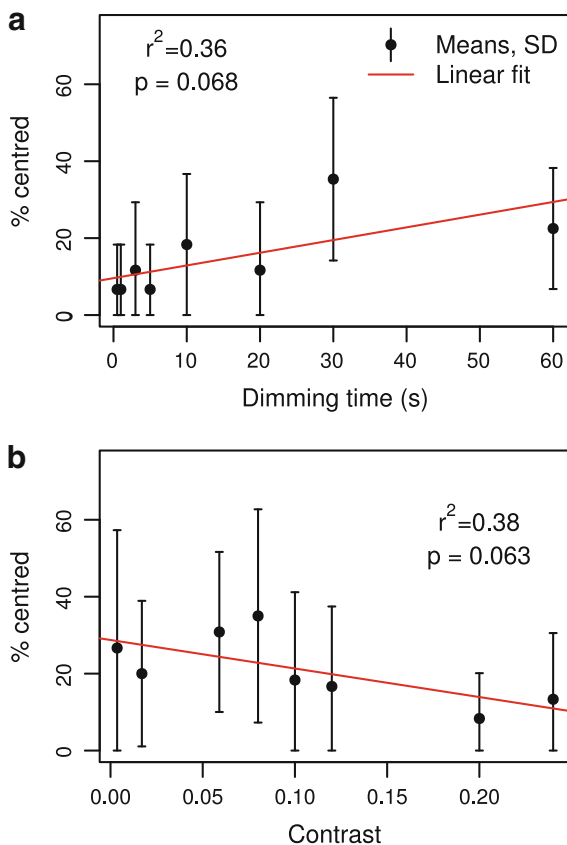 a
r²=0.36
p = 0.068
Means, SD
Linear fit
% centred
0 20 40 60
0 10 20 30 40 50 60
Dimming time (s)
b
r²=0.38
p = 0.063
% centred
0 20 40 60
0.00 0.05 0.10 0.15 0.20
Contrast